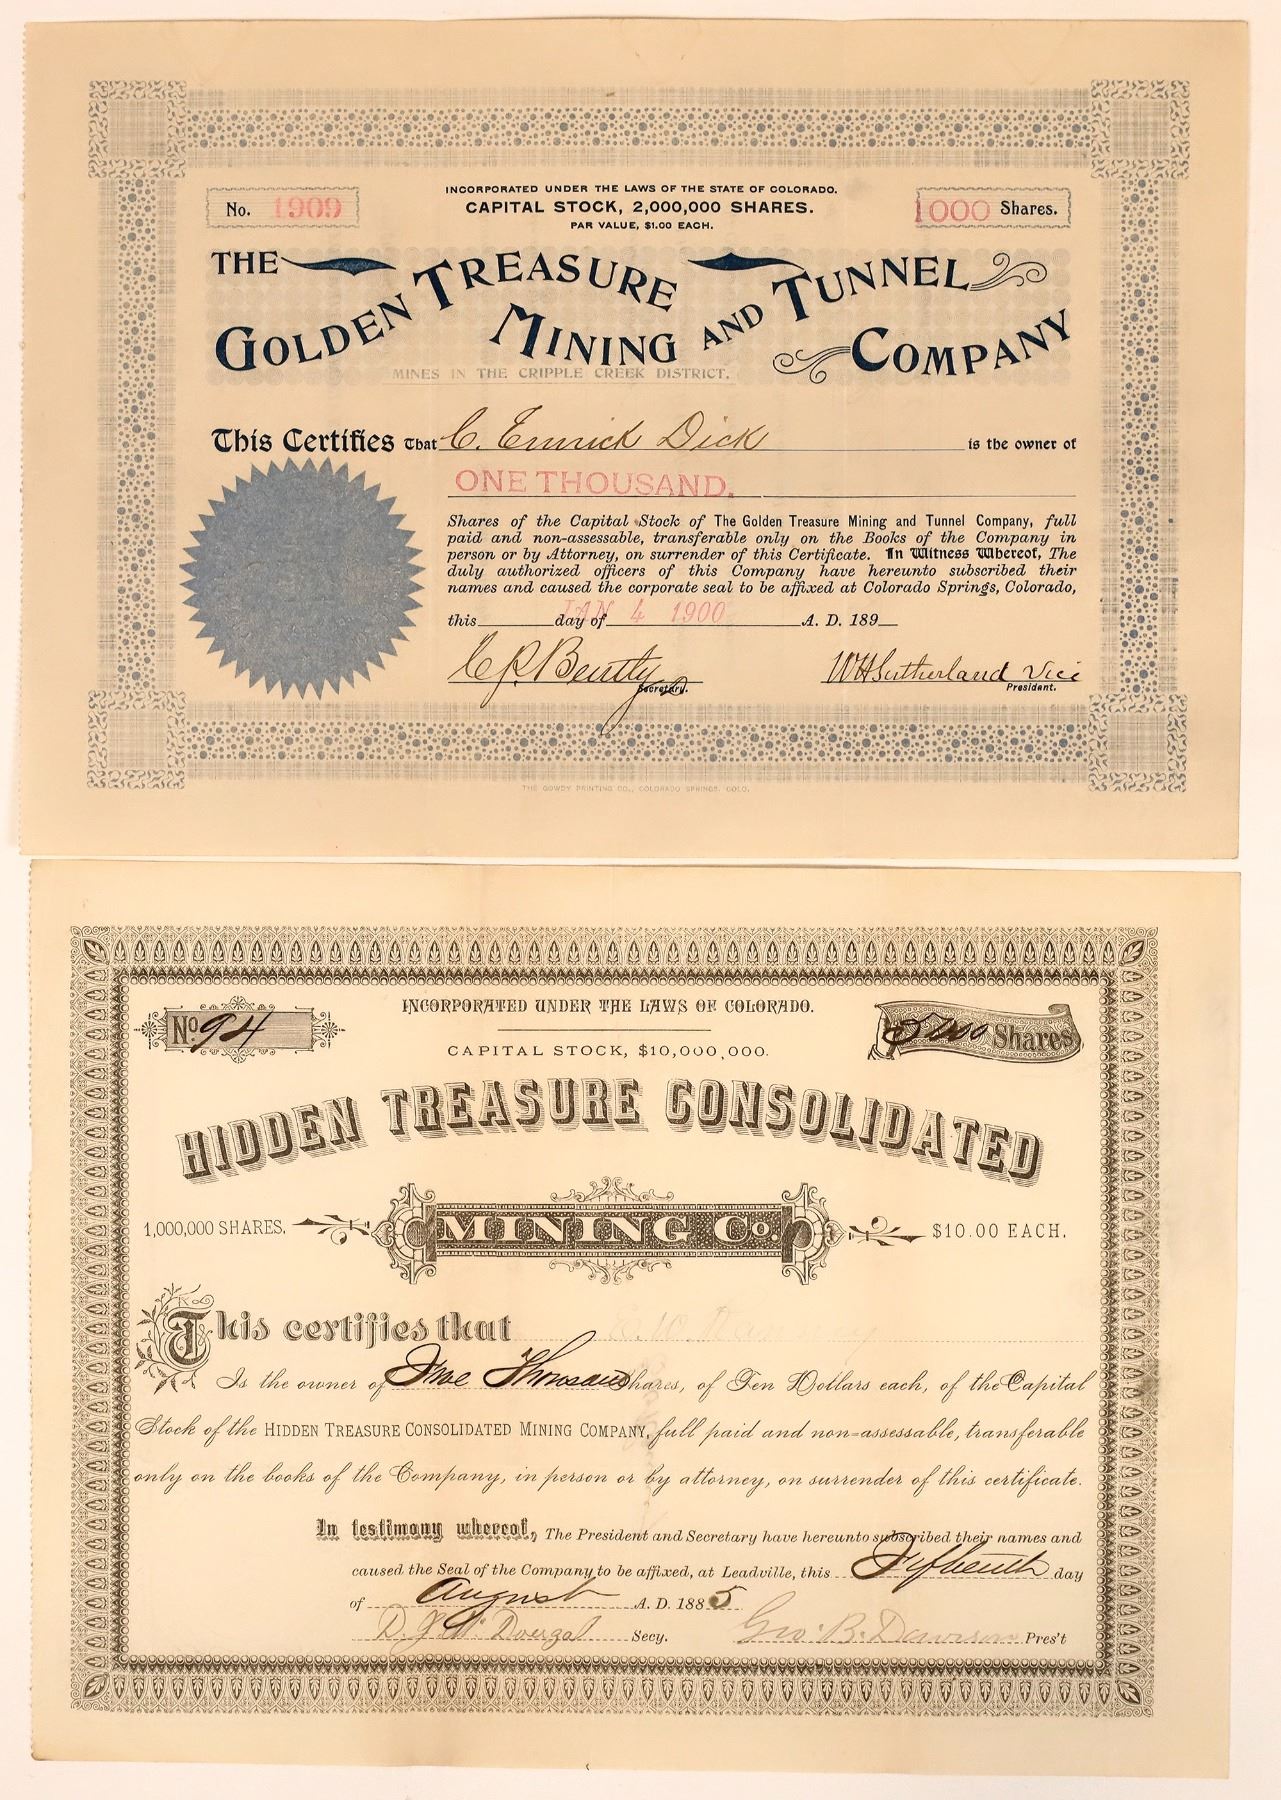 INCORPORATED UNDER THE LAWS OF THE STATE OF COLORADO.
CAPITAL STOCK, 2,000,000 SHARES.
PAR VALUE, $1.00 EACH.
No. 1909
1000 Shares.
THE GOLDEN TREASURE MINING AND TUNNEL COMPANY
MINES IN THE CRIPPLE CREEK DISTRICT.
This Certifies That C. Emrick Dick is the owner of
ONE THOUSAND.
Shares of the Capital Stock of The Golden Treasure Mining and Tunnel Company, full
paid and non-assessable, transferable only on the Books of the Company in
person or by Attorney, on surrender of this Certificate. In Witness Whereof, The
duly authorized officers of this Company have hereunto subscribed their
names and caused the corporate seal to be affixed at Colorado Springs, Colorado,
this day of JAN 4 1900 A. D. 189
Secretary.
WH Sutherland Vice
President.
THE GOWDY PRINTING CO., COLORADO SPRINGS, COLO.
INCORPORATED UNDER THE LAWS OF COLORADO.
No. 94
Shares
CAPITAL STOCK, $10,000,000.
HIDDEN TREASURE CONSOLIDATED
1,000,000 SHARES. MINING Co. $10.00 EACH.
This certifies that
Is the owner of Thousand Shares, of Ten Dollars each, of the Capital
Stock of the HIDDEN TREASURE CONSOLIDATED MINING COMPANY, full paid and non-assessable, transferable
only on the books of the Company, in person or by attorney, on surrender of this certificate.
In testimony whereof, The President and Secretary have hereunto subscribed their names and
caused the Seal of the Company to be affixed, at Leadville, this Fifteenth day
of August A. D. 1885
Secy. Geo. B. Dawson Pres't